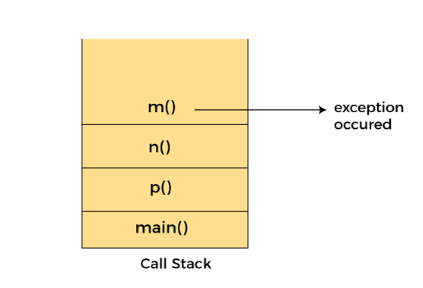 m()
exception
occured
n()
p()
main()
Call Stack